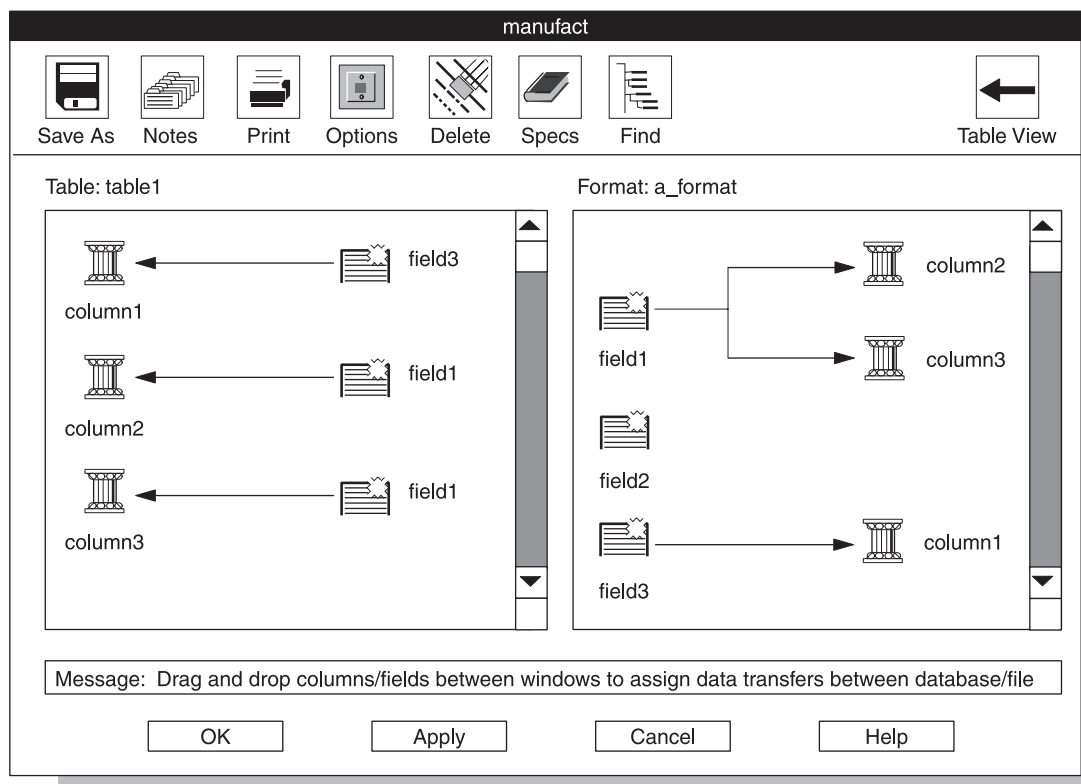 manufact
Save As Notes Print Options Delete Specs Find Table View
Table: table1
field3
column1
field1
column2
field1
column3
Format: a_format
column2
field1
column3
field2
column1
field3
Message: Drag and drop columns/fields between windows to assign data transfers between database/file
OK Apply Cancel Help